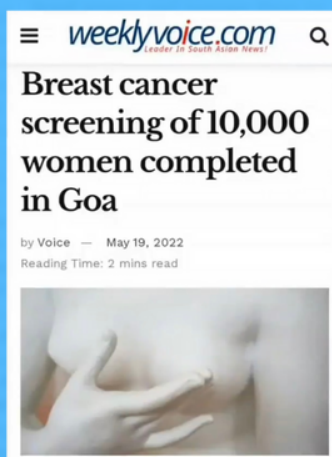 weeklyvoice.com
Leader In South Asian News!
Breast cancer
screening of 10,000
women completed
in Goa
by Voice — May 19, 2022
Reading Time: 2 mins read